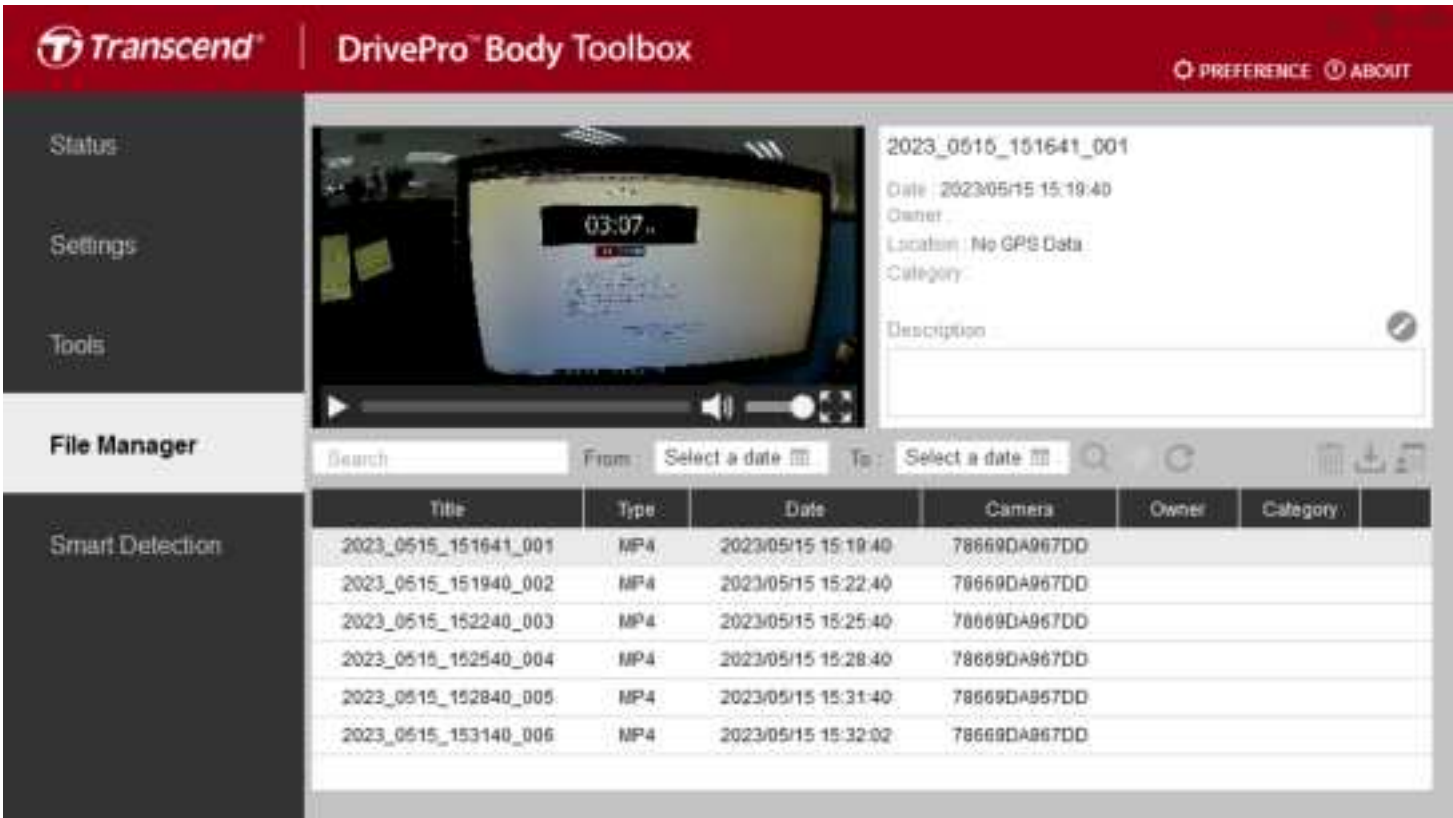 Transcend® DrivePro™ Body Toolbox
PREFERENCE ABOUT
Status
Settings
Tools
File Manager
Smart Detection
03:07
2023_0515_151641_001
Date : 2023/05/15 15:19:40
Owner :
Location : No GPS Data
Category :
Description
Search From : Select a date To : Select a date
Title Type Date Camera Owner Category
2023_0515_151641_001 MP4 2023/05/15 15:19:40 78669DA967DD
2023_0515_151940_002 MP4 2023/05/15 15:22:40 78669DA967DD
2023_0515_152240_003 MP4 2023/05/15 15:25:40 78669DA967DD
2023_0515_152540_004 MP4 2023/05/15 15:28:40 78669DA967DD
2023_0515_152840_005 MP4 2023/05/15 15:31:40 78669DA967DD
2023_0515_153140_006 MP4 2023/05/15 15:32:02 78669DA967DD